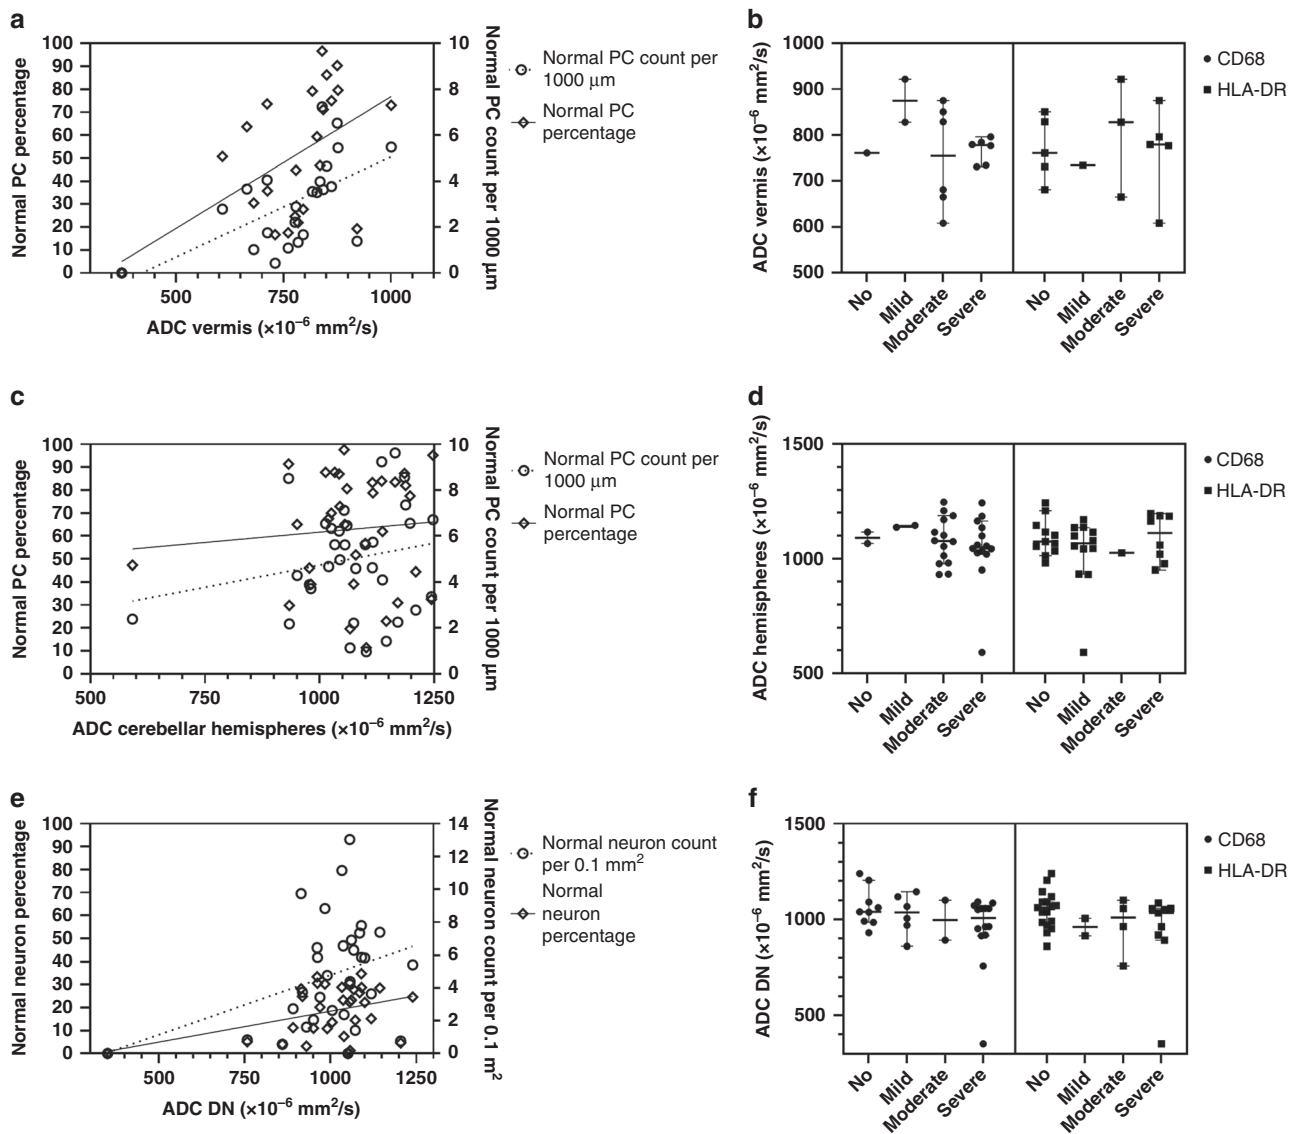 a
Normal PC percentage
100
90
80
70
60
50
40
30
20
10
0
10
8
6
4
2
0
Normal PC count per 1000 μm
500
750
1000
ADC vermis (×10⁻⁶ mm²/s)
Normal PC count per
1000 μm
Normal PC
percentage
b
ADC vermis (×10⁻⁶ mm²/s)
1000
900
800
700
600
500
No
Mild
Moderate
Severe
No
Mild
Moderate
Severe
CD68
HLA-DR
c
Normal PC percentage
100
90
80
70
60
50
40
30
20
10
0
10
8
6
4
2
0
Normal PC count per 1000 μm
500
750
1000
1250
ADC cerebellar hemispheres (×10⁻⁶ mm²/s)
Normal PC count per
1000 μm
Normal PC
percentage
d
ADC hemispheres (×10⁻⁶ mm²/s)
1500
1000
500
No
Mild
Moderate
Severe
No
Mild
Moderate
Severe
CD68
HLA-DR
e
Normal neuron percentage
100
90
80
70
60
50
40
30
20
10
0
14
12
10
8
6
4
2
0
Normal neuron count per 0.1 m²
500
750
1000
1250
ADC DN (×10⁻⁶ mm²/s)
Normal neuron count
per 0.1 mm²
Normal
neuron
percentage
f
ADC DN (×10⁻⁶ mm²/s)
1500
1000
500
No
Mild
Moderate
Severe
No
Mild
Moderate
Severe
CD68
HLA-DR